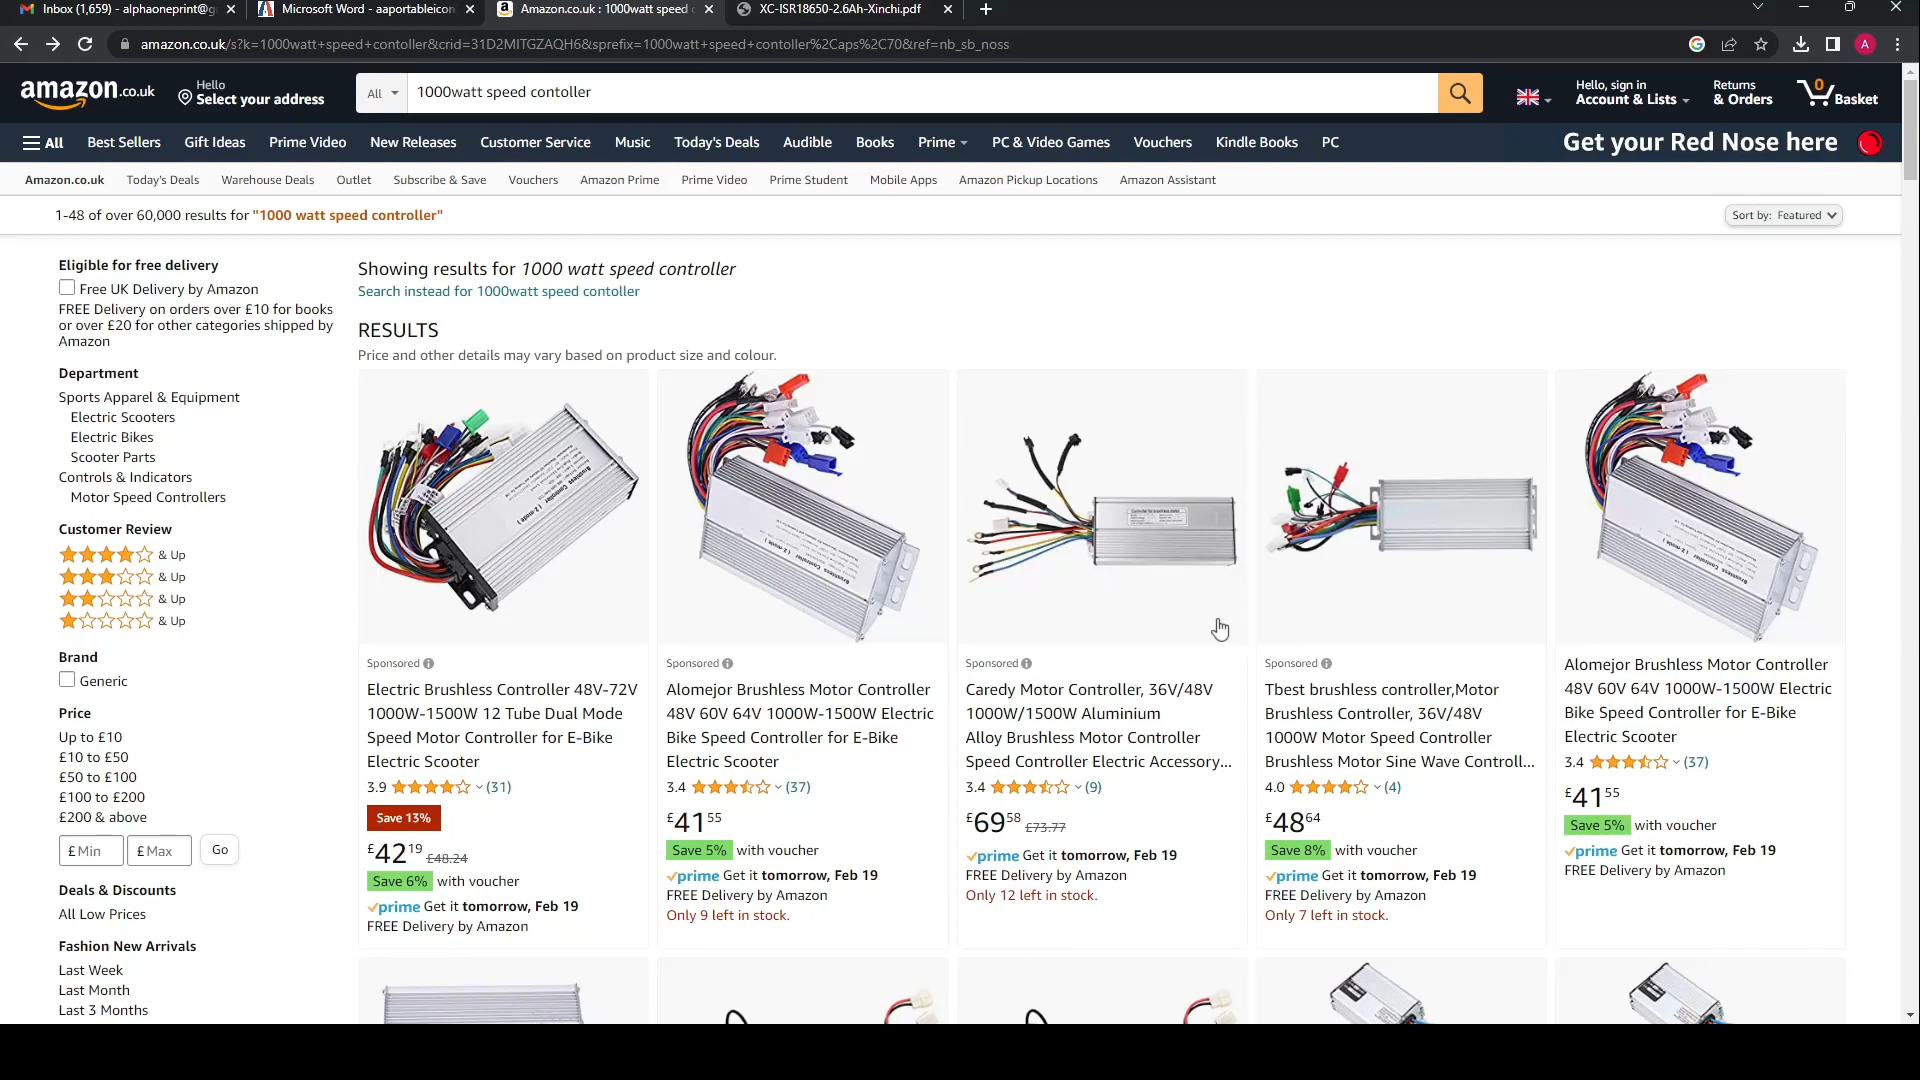 Inbox (1,659) - alphaoneprint@g
Microsoft Word - aaportableicon
Amazon.co.uk : 1000watt speed
XC-ISR18650-2.6Ah-Xinchi.pdf
amazon.co.uk/s?k=1000watt+speed+contoller&crid=31D2MITGZAQH6&sprefix=1000watt+speed+contoller%2Caps%2C70&ref=nb_sb_noss
A
amazon.co.uk
Hello
Select your address
All
1000watt speed contoller
Hello, sign in
Account & Lists
Returns
& Orders
0
Basket
All
Best Sellers
Gift Ideas
Prime Video
New Releases
Customer Service
Music
Today's Deals
Audible
Books
Prime
PC & Video Games
Vouchers
Kindle Books
PC
Get your Red Nose here
Amazon.co.uk
Today's Deals
Warehouse Deals
Outlet
Subscribe & Save
Vouchers
Amazon Prime
Prime Video
Prime Student
Mobile Apps
Amazon Pickup Locations
Amazon Assistant
1-48 of over 60,000 results for "1000 watt speed controller"
Sort by: Featured
Eligible for free delivery
Free UK Delivery by Amazon
FREE Delivery on orders over £10 for books
or over £20 for other categories shipped by
Amazon
Department
Sports Apparel & Equipment
Electric Scooters
Electric Bikes
Scooter Parts
Controls & Indicators
Motor Speed Controllers
Customer Review
& Up
& Up
& Up
& Up
Brand
Generic
Price
Up to £10
£10 to £50
£50 to £100
£100 to £200
£200 & above
£ Min
£ Max
Go
Deals & Discounts
All Low Prices
Fashion New Arrivals
Last Week
Last Month
Last 3 Months
Showing results for 1000 watt speed controller
Search instead for 1000watt speed contoller
RESULTS
Price and other details may vary based on product size and colour.
Brushless Controller ( 2-mode )
Sponsored
Electric Brushless Controller 48V-72V
1000W-1500W 12 Tube Dual Mode
Speed Motor Controller for E-Bike
Electric Scooter
3.9 (31)
Save 13%
£42 19 £48.24
Save 6% with voucher
prime Get it tomorrow, Feb 19
FREE Delivery by Amazon
Brushless Controller ( 2-mode )
Sponsored
Alomejor Brushless Motor Controller
48V 60V 64V 1000W-1500W Electric
Bike Speed Controller for E-Bike
Electric Scooter
3.4 (37)
£41 55
Save 5% with voucher
prime Get it tomorrow, Feb 19
FREE Delivery by Amazon
Only 9 left in stock.
Sponsored
Caredy Motor Controller, 36V/48V
1000W/1500W Aluminium
Alloy Brushless Motor Controller
Speed Controller Electric Accessory...
3.4 (9)
£69 58 £73.77
prime Get it tomorrow, Feb 19
FREE Delivery by Amazon
Only 12 left in stock.
Sponsored
Tbest brushless controller,Motor
Brushless Controller, 36V/48V
1000W Motor Speed Controller
Brushless Motor Sine Wave Controll...
4.0 (4)
£48 64
Save 8% with voucher
prime Get it tomorrow, Feb 19
FREE Delivery by Amazon
Only 7 left in stock.
Brushless Controller ( 2-mode )
Alomejor Brushless Motor Controller
48V 60V 64V 1000W-1500W Electric
Bike Speed Controller for E-Bike
Electric Scooter
3.4 (37)
£41 55
Save 5% with voucher
prime Get it tomorrow, Feb 19
FREE Delivery by Amazon